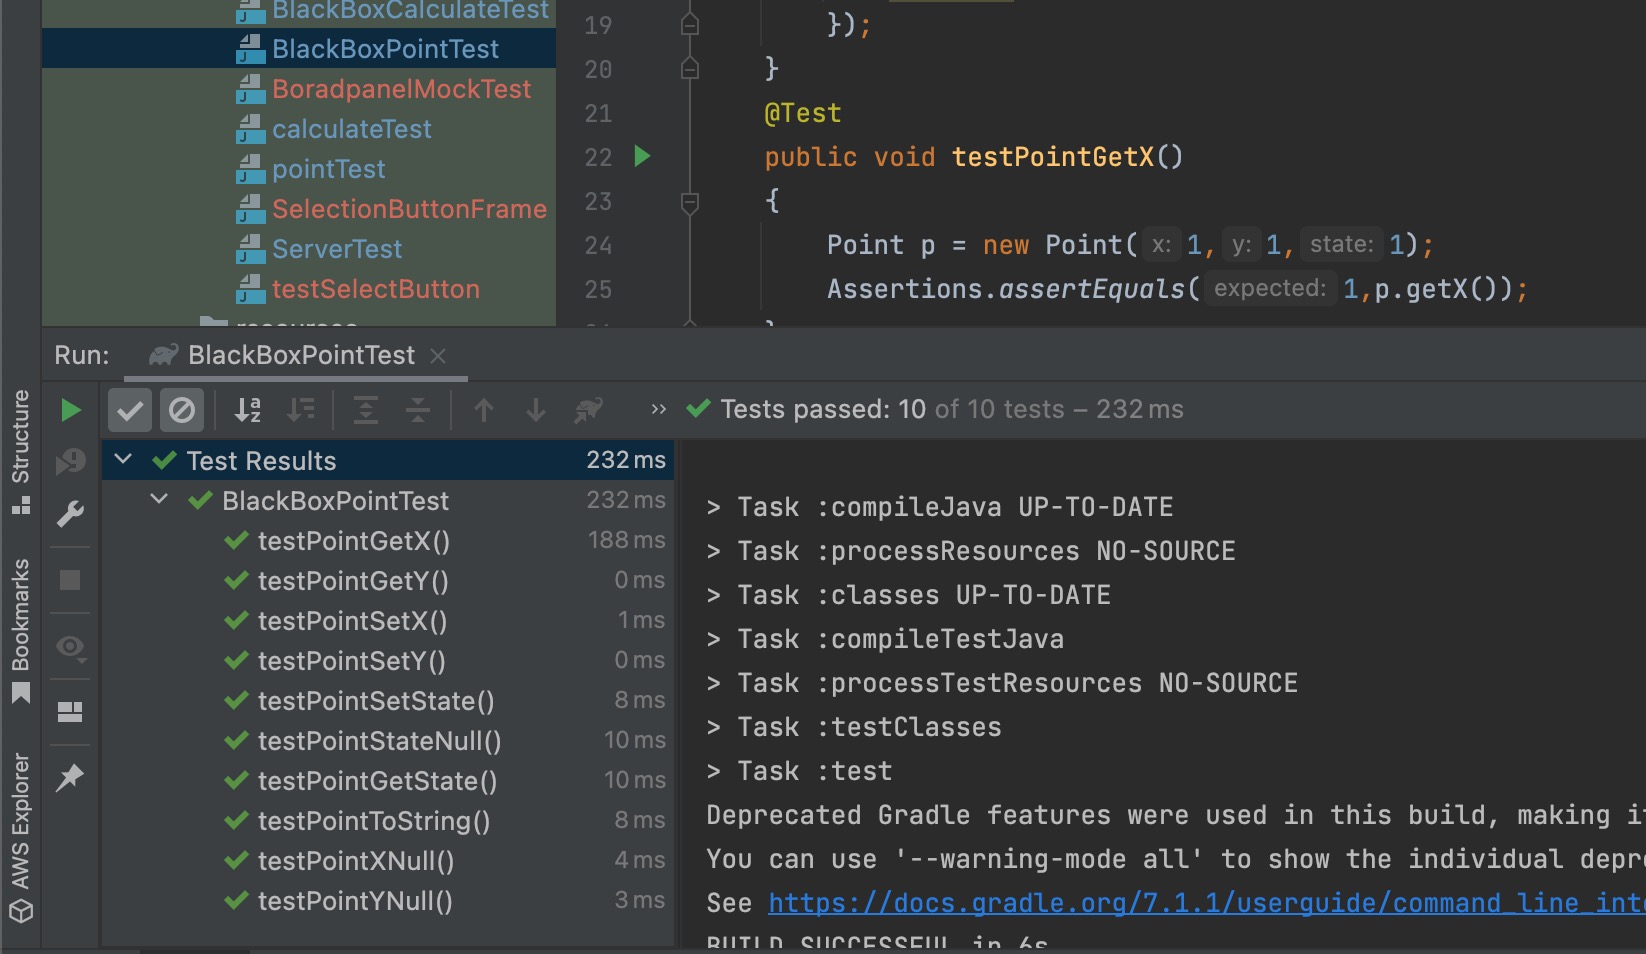 BlackBoxCalculateTest
BlackBoxPointTest
BoradpanelMockTest
calculateTest
pointTest
SelectionButtonFrame
ServerTest
testSelectButton
resources
19 });
20 }
21 @Test
22 public void testPointGetX()
23 {
24 Point p = new Point( x: 1, y: 1, state: 1);
25 Assertions.assertEquals( expected: 1,p.getX());
Run: BlackBoxPointTest
Tests passed: 10 of 10 tests – 232 ms
Structure
Bookmarks
AWS Explorer
Test Results 232 ms
BlackBoxPointTest 232 ms
testPointGetX() 188 ms
testPointGetY() 0 ms
testPointSetX() 1 ms
testPointSetY() 0 ms
testPointSetState() 8 ms
testPointStateNull() 10 ms
testPointGetState() 10 ms
testPointToString() 8 ms
testPointXNull() 4 ms
testPointYNull() 3 ms
> Task :compileJava UP-TO-DATE
> Task :processResources NO-SOURCE
> Task :classes UP-TO-DATE
> Task :compileTestJava
> Task :processTestResources NO-SOURCE
> Task :testClasses
> Task :test
Deprecated Gradle features were used in this build, making i
You can use '--warning-mode all' to show the individual depr
See https://docs.gradle.org/7.1.1/userguide/command_line_inte
BUILD SUCCESSFUL in 6s